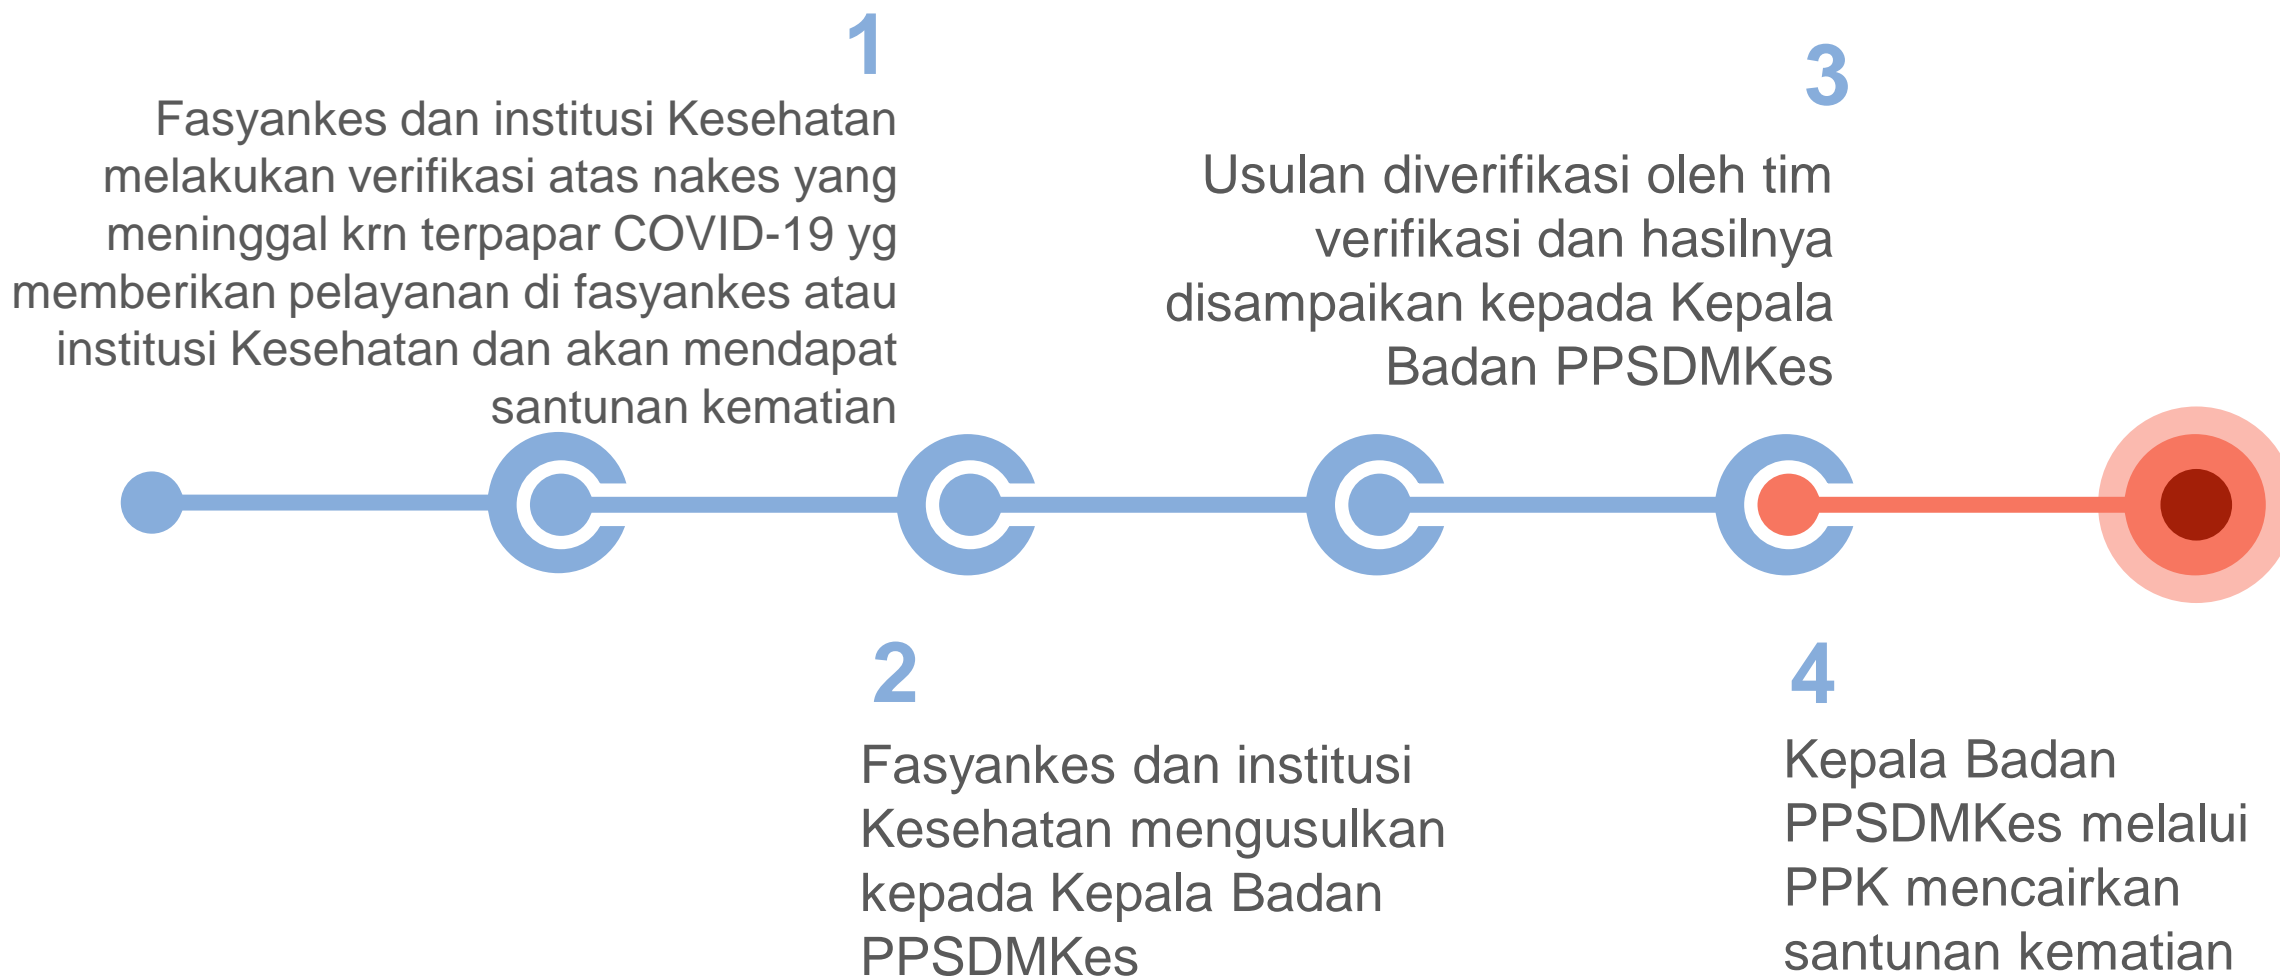 1
Fasyankes dan institusi Kesehatan
melakukan verifikasi atas nakes yang
meninggal krn terpapar COVID-19 yg
memberikan pelayanan di fasyankes atau
institusi Kesehatan dan akan mendapat
santunan kematian
2
Fasyankes dan institusi
Kesehatan mengusulkan
kepada Kepala Badan
PPSDMKes
3
Usulan diverifikasi oleh tim
verifikasi dan hasilnya
disampaikan kepada Kepala
Badan PPSDMKes
4
Kepala Badan
PPSDMKes melalui
PPK mencairkan
santunan kematian